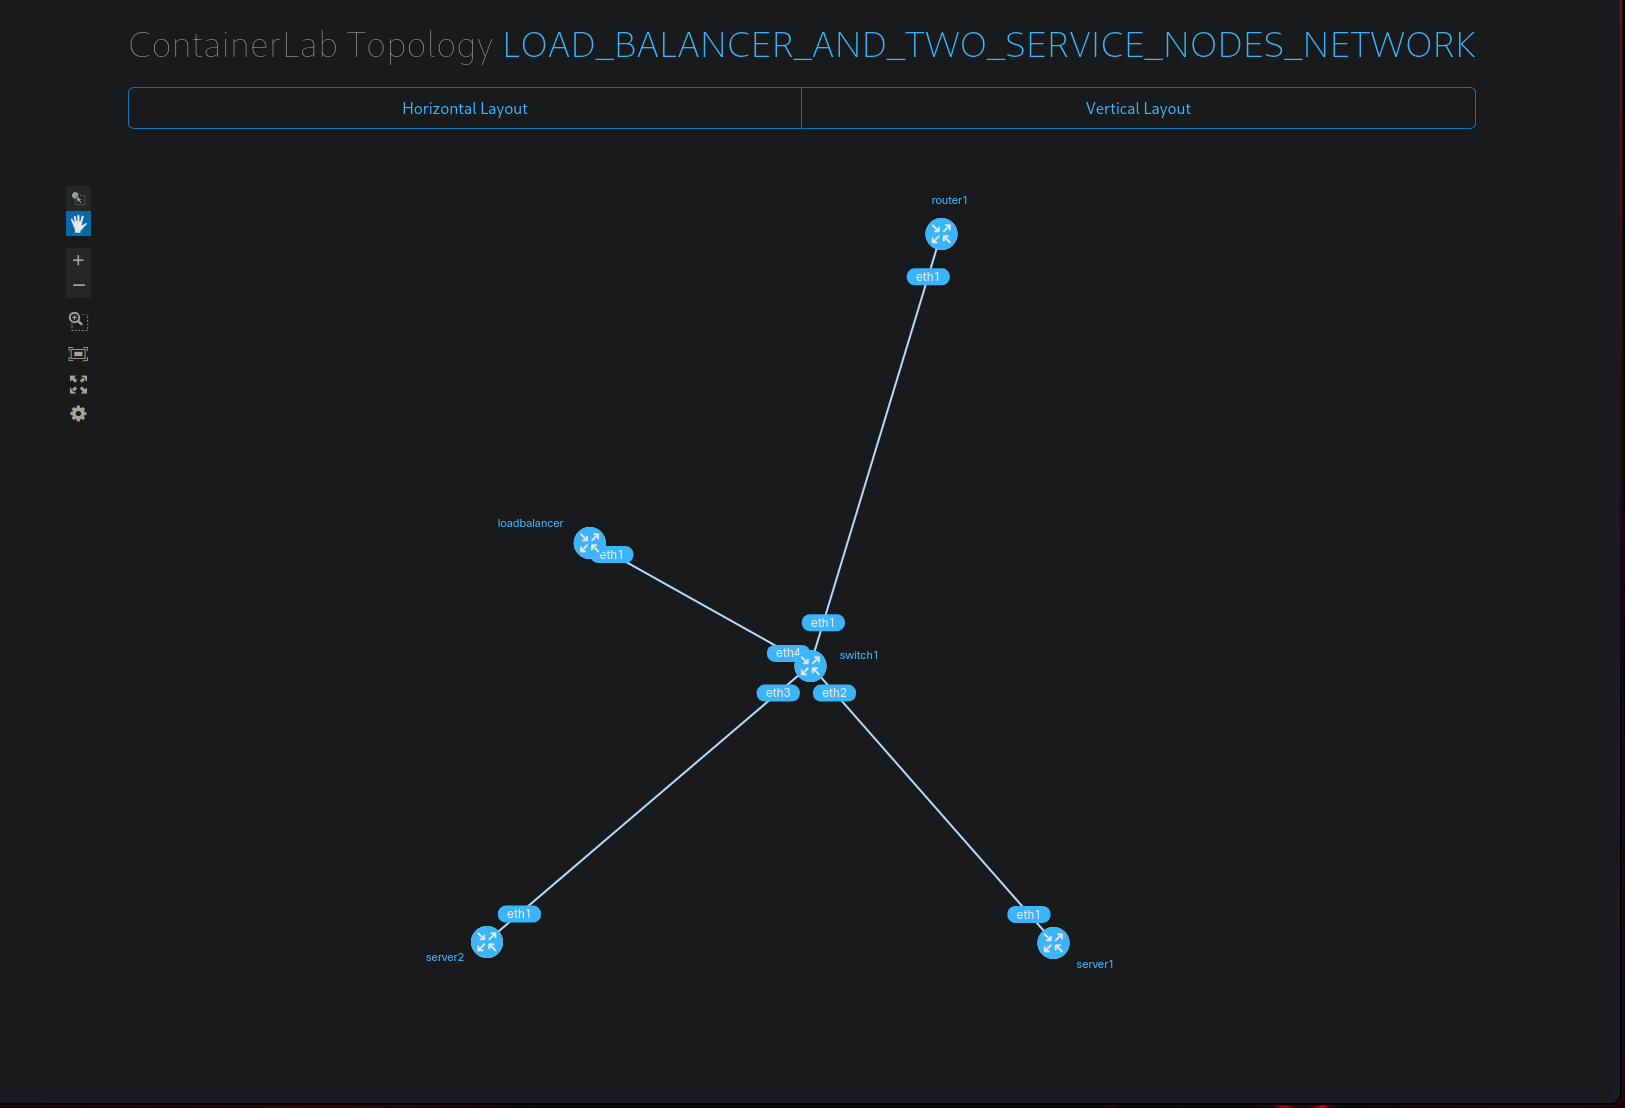 ContainerLab Topology LOAD_BALANCER_AND_TWO_SERVICE_NODES_NETWORK
Horizontal Layout
Vertical Layout
router1
eth1
loadbalancer
eth1
eth1
eth4
switch1
eth3
eth2
eth1
eth1
server2
server1